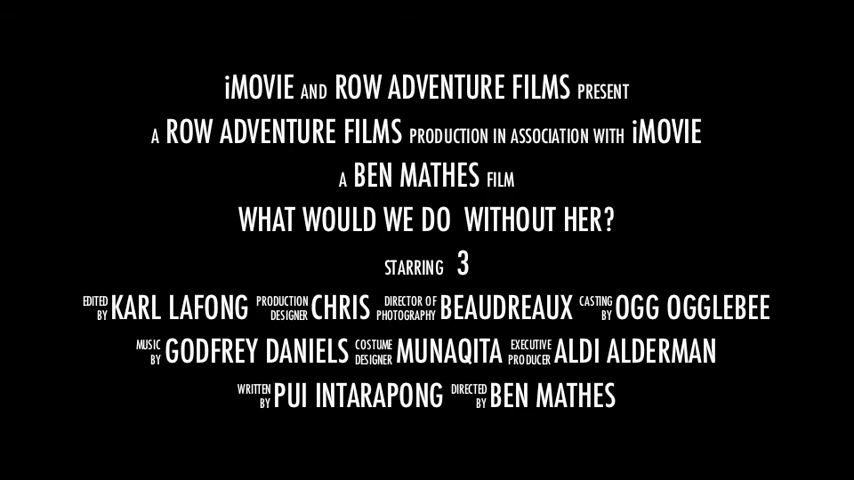 iMOVIE AND ROW ADVENTURE FILMS PRESENT
A ROW ADVENTURE FILMS PRODUCTION IN ASSOCIATION WITH iMOVIE
A BEN MATHES FILM
WHAT WOULD WE DO WITHOUT HER?
STARRING 3
EDITED BY KARL LAFONG PRODUCTION DESIGNER CHRIS DIRECTOR OF PHOTOGRAPHY BEAUDREAUX CASTING BY OGG OGGLEBEE
MUSIC BY GODFREY DANIELS COSTUME DESIGNER MUNAQITA EXECUTIVE PRODUCER ALDI ALDERMAN
WRITTEN BY PUI INTARAPONG DIRECTED BY BEN MATHES